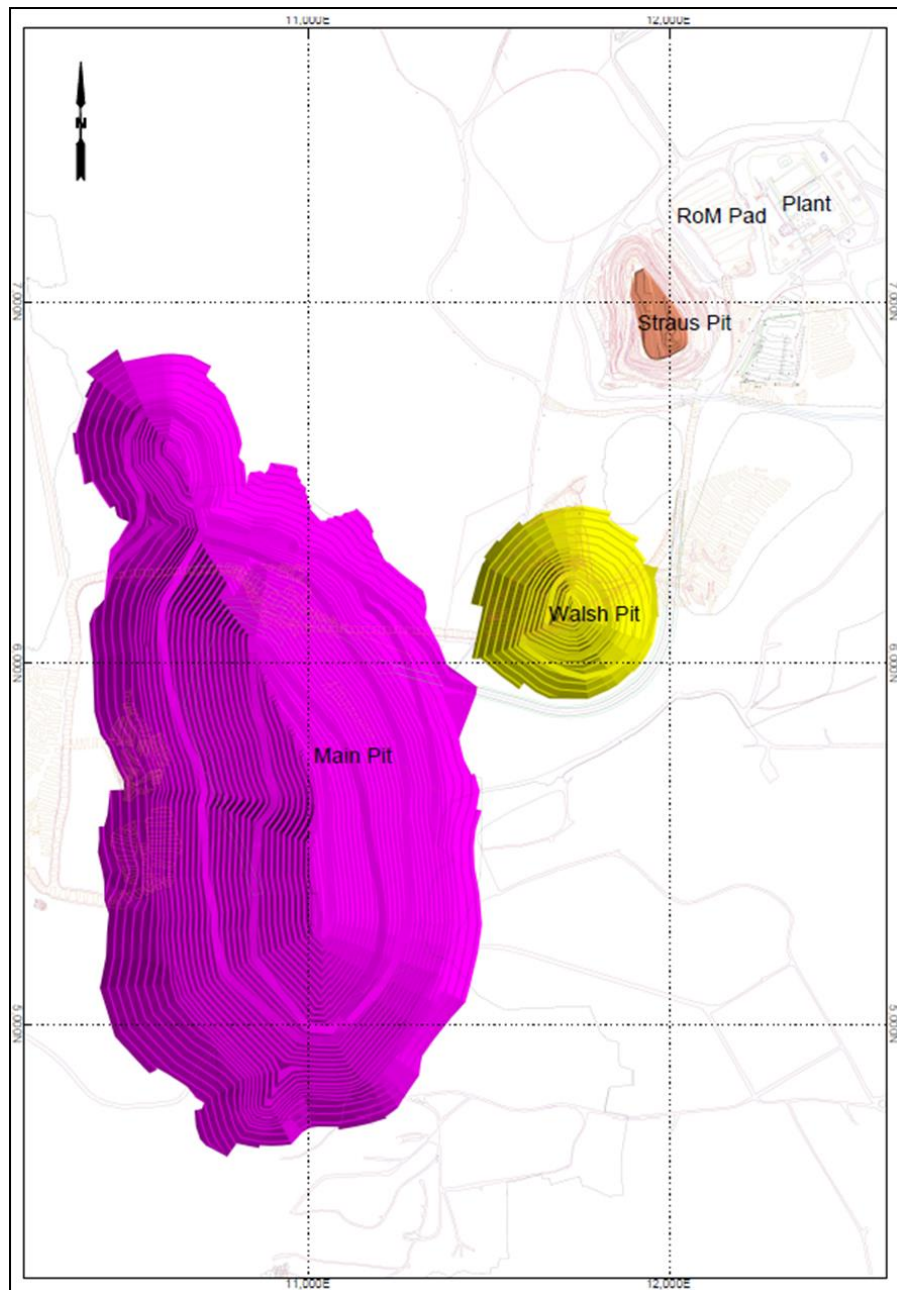 11,000E 12,000E
N
Plant
RoM Pad
7,000N 7,000N
Straus Pit
Walsh Pit
6,000N 6,000N
Main Pit
5,000N 5,000N
11,000E 12,000E